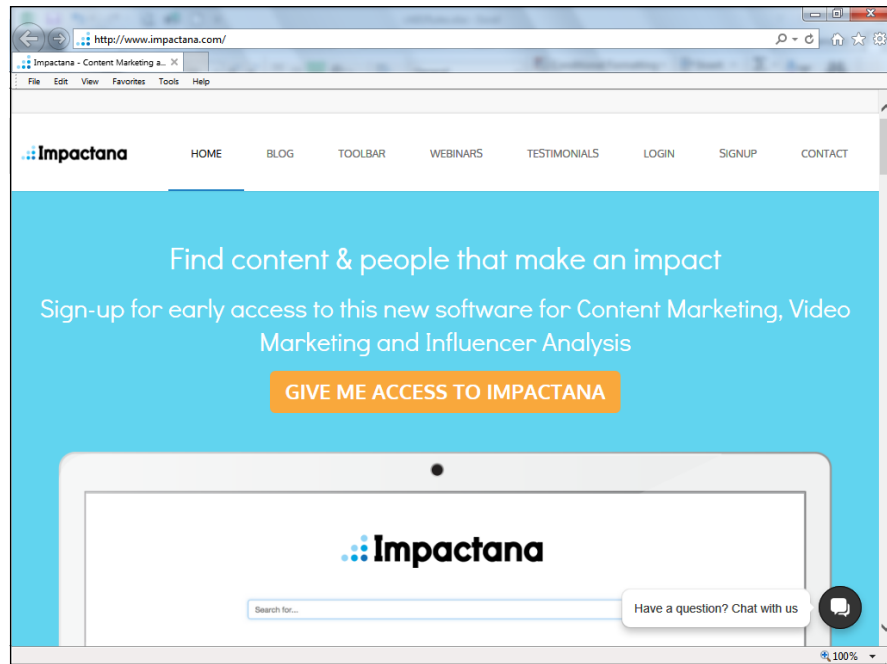 http://www.impactana.com/
Impactana - Content Marketing a...
File Edit View Favorites Tools Help
Impactana HOME BLOG TOOLBAR WEBINARS TESTIMONIALS LOGIN SIGNUP CONTACT
Find content & people that make an impact
Sign-up for early access to this new software for Content Marketing, Video
Marketing and Influencer Analysis
GIVE ME ACCESS TO IMPACTANA
Impactana
Search for...
Have a question? Chat with us
100%